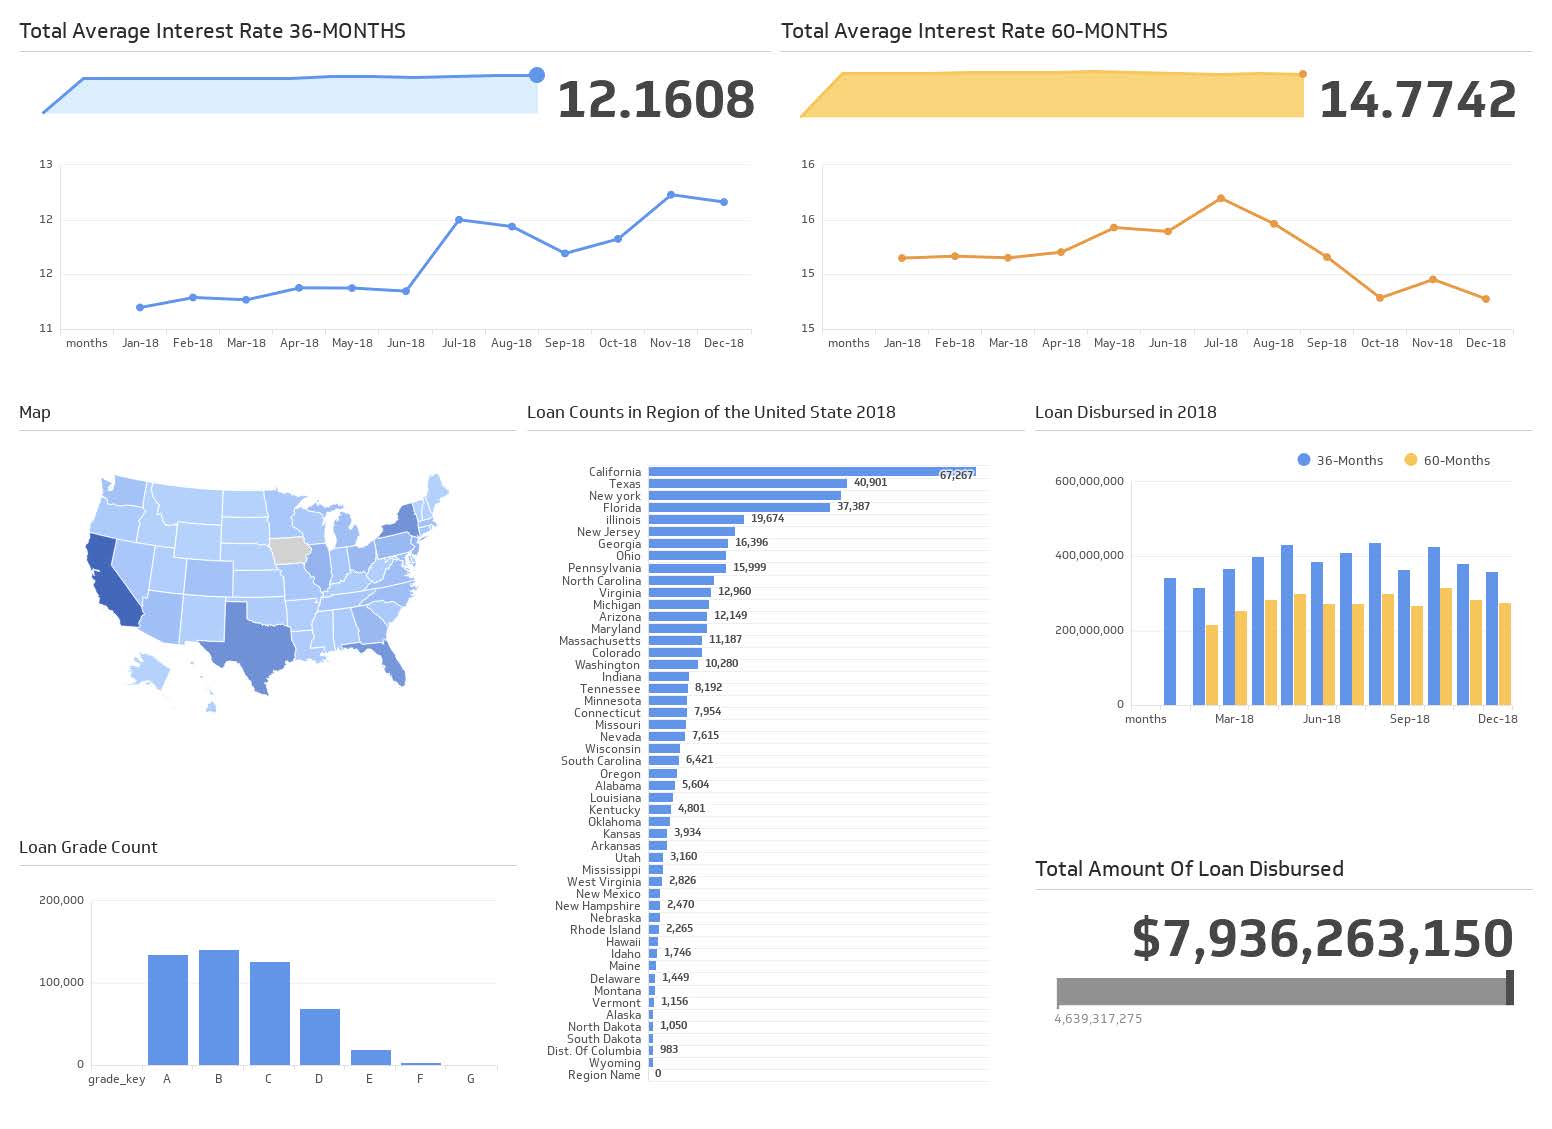 Total Average Interest Rate 36-MONTHS
12.1608
13
12
12
11
months Jan-18 Feb-18 Mar-18 Apr-18 May-18 Jun-18 Jul-18 Aug-18 Sep-18 Oct-18 Nov-18 Dec-18
Total Average Interest Rate 60-MONTHS
14.7742
16
16
15
15
months Jan-18 Feb-18 Mar-18 Apr-18 May-18 Jun-18 Jul-18 Aug-18 Sep-18 Oct-18 Nov-18 Dec-18
Map
Loan Grade Count
200,000
100,000
0
grade_key A B C D E F G
Loan Counts in Region of the United State 2018
California 67,267
Texas 40,901
New york
Florida 37,387
illinois 19,674
New Jersey
Georgia 16,396
Ohio
Pennsylvania 15,999
North Carolina
Virginia 12,960
Michigan
Arizona 12,149
Maryland
Massachusetts 11,187
Colorado
Washington 10,280
Indiana
Tennessee 8,192
Minnesota
Connecticut 7,954
Missouri
Nevada 7,615
Wisconsin
South Carolina 6,421
Oregon
Alabama 5,604
Louisiana
Kentucky 4,801
Oklahoma
Kansas 3,934
Arkansas
Utah 3,160
Mississippi
West Virginia 2,826
New Mexico
New Hampshire 2,470
Nebraska
Rhode Island 2,265
Hawaii
Idaho 1,746
Maine
Delaware 1,449
Montana
Vermont 1,156
Alaska
North Dakota 1,050
South Dakota
Dist. Of Columbia 983
Wyoming
Region Name 0
Loan Disbursed in 2018
36-Months 60-Months
600,000,000
400,000,000
200,000,000
0
months Mar-18 Jun-18 Sep-18 Dec-18
Total Amount Of Loan Disbursed
$7,936,263,150
4,639,317,275